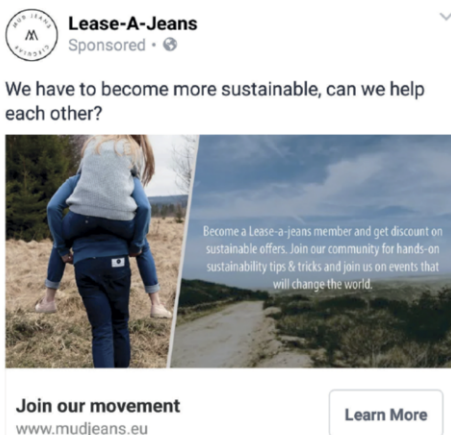 MUD JEANS
M
Lease-A-Jeans
Sponsored ·
We have to become more sustainable, can we help
each other?
Become a Lease-a-jeans member and get discount on
sustainable offers. Join our community for hands-on
sustainability tips & tricks and join us on events that
will change the world.
Join our movement
www.mudjeans.eu
Learn More